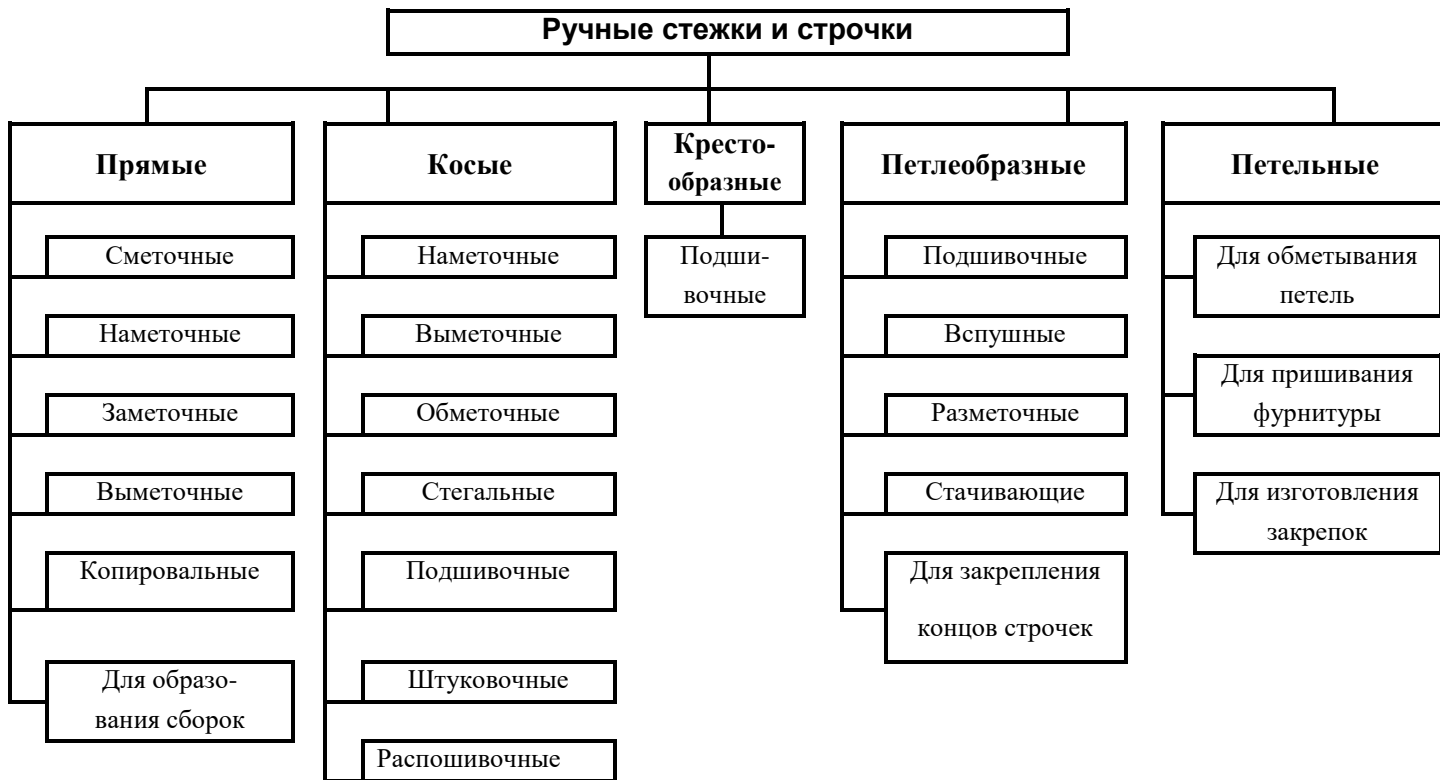 Ручные стежки и строчки
Прямые
Сметочные
Наметочные
Заметочные
Выметочные
Копировальные
Для образо-
вания сборок
Косые
Наметочные
Выметочные
Обметочные
Стегальные
Подшивочные
Штуковочные
Распошивочные
Кресто-
образные
Подши-
вочные
Петлеобразные
Подшивочные
Вспушные
Разметочные
Стачивающие
Для закрепления
концов строчек
Петельные
Для обметывания
петель
Для пришивания
фурнитуры
Для изготовления
закрепок